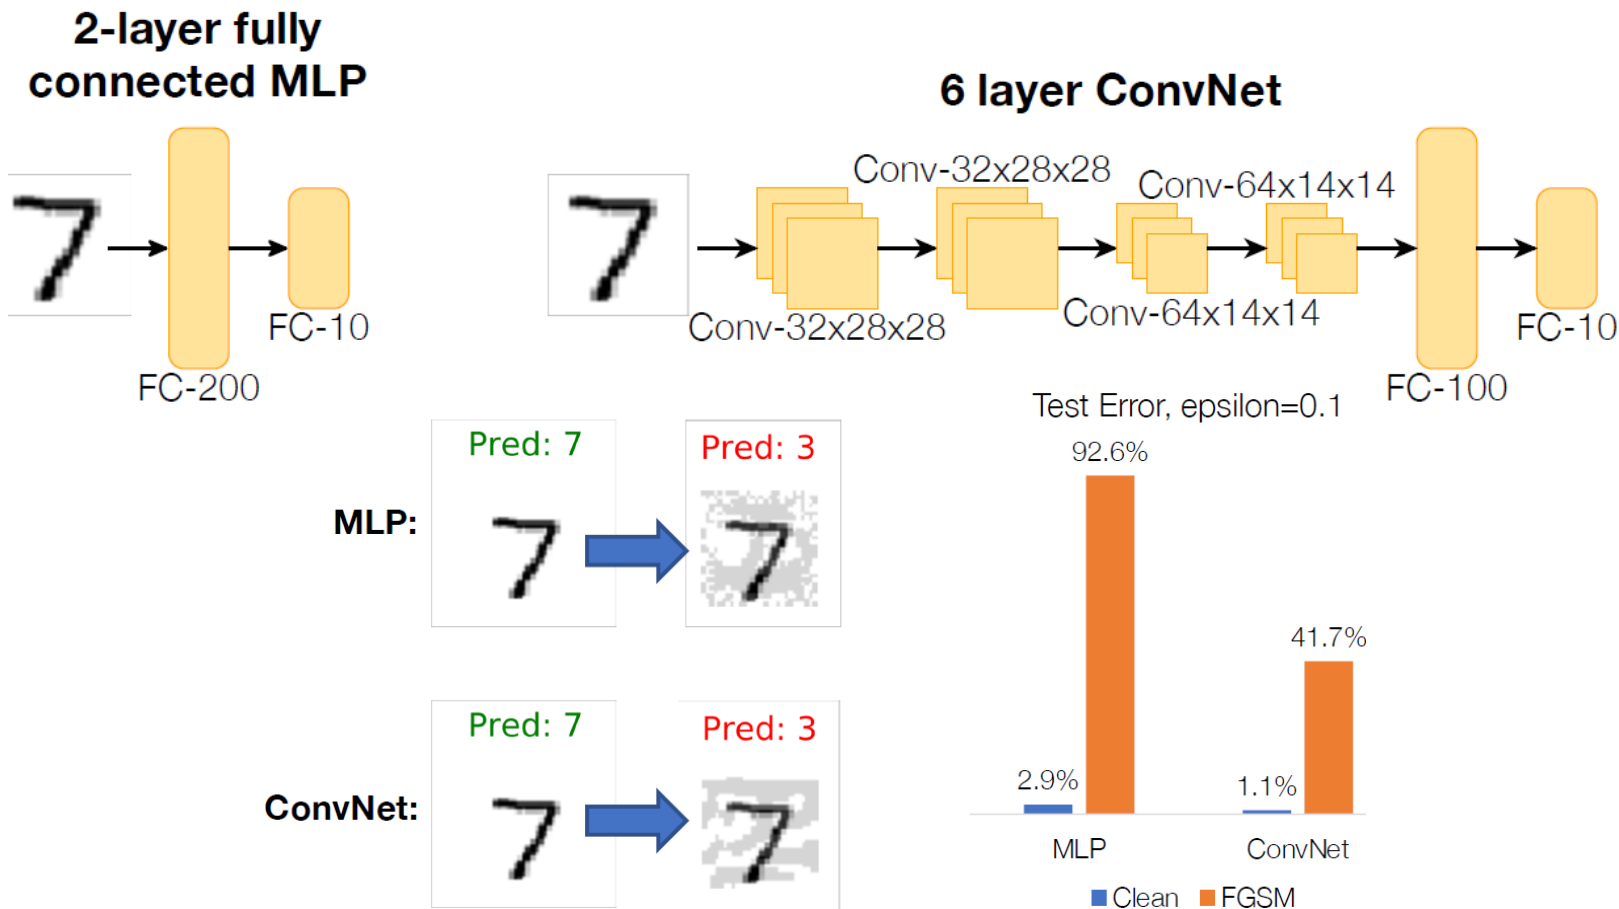 2-layer fully
connected MLP
FC-200
FC-10
6 layer ConvNet
Conv-32x28x28
Conv-32x28x28
Conv-64x14x14
Conv-64x14x14
FC-100
FC-10
MLP:
Pred: 7
Pred: 3
ConvNet:
Pred: 7
Pred: 3
Test Error, epsilon=0.1
92.6%
41.7%
2.9%
1.1%
MLP
ConvNet
Clean
FGSM